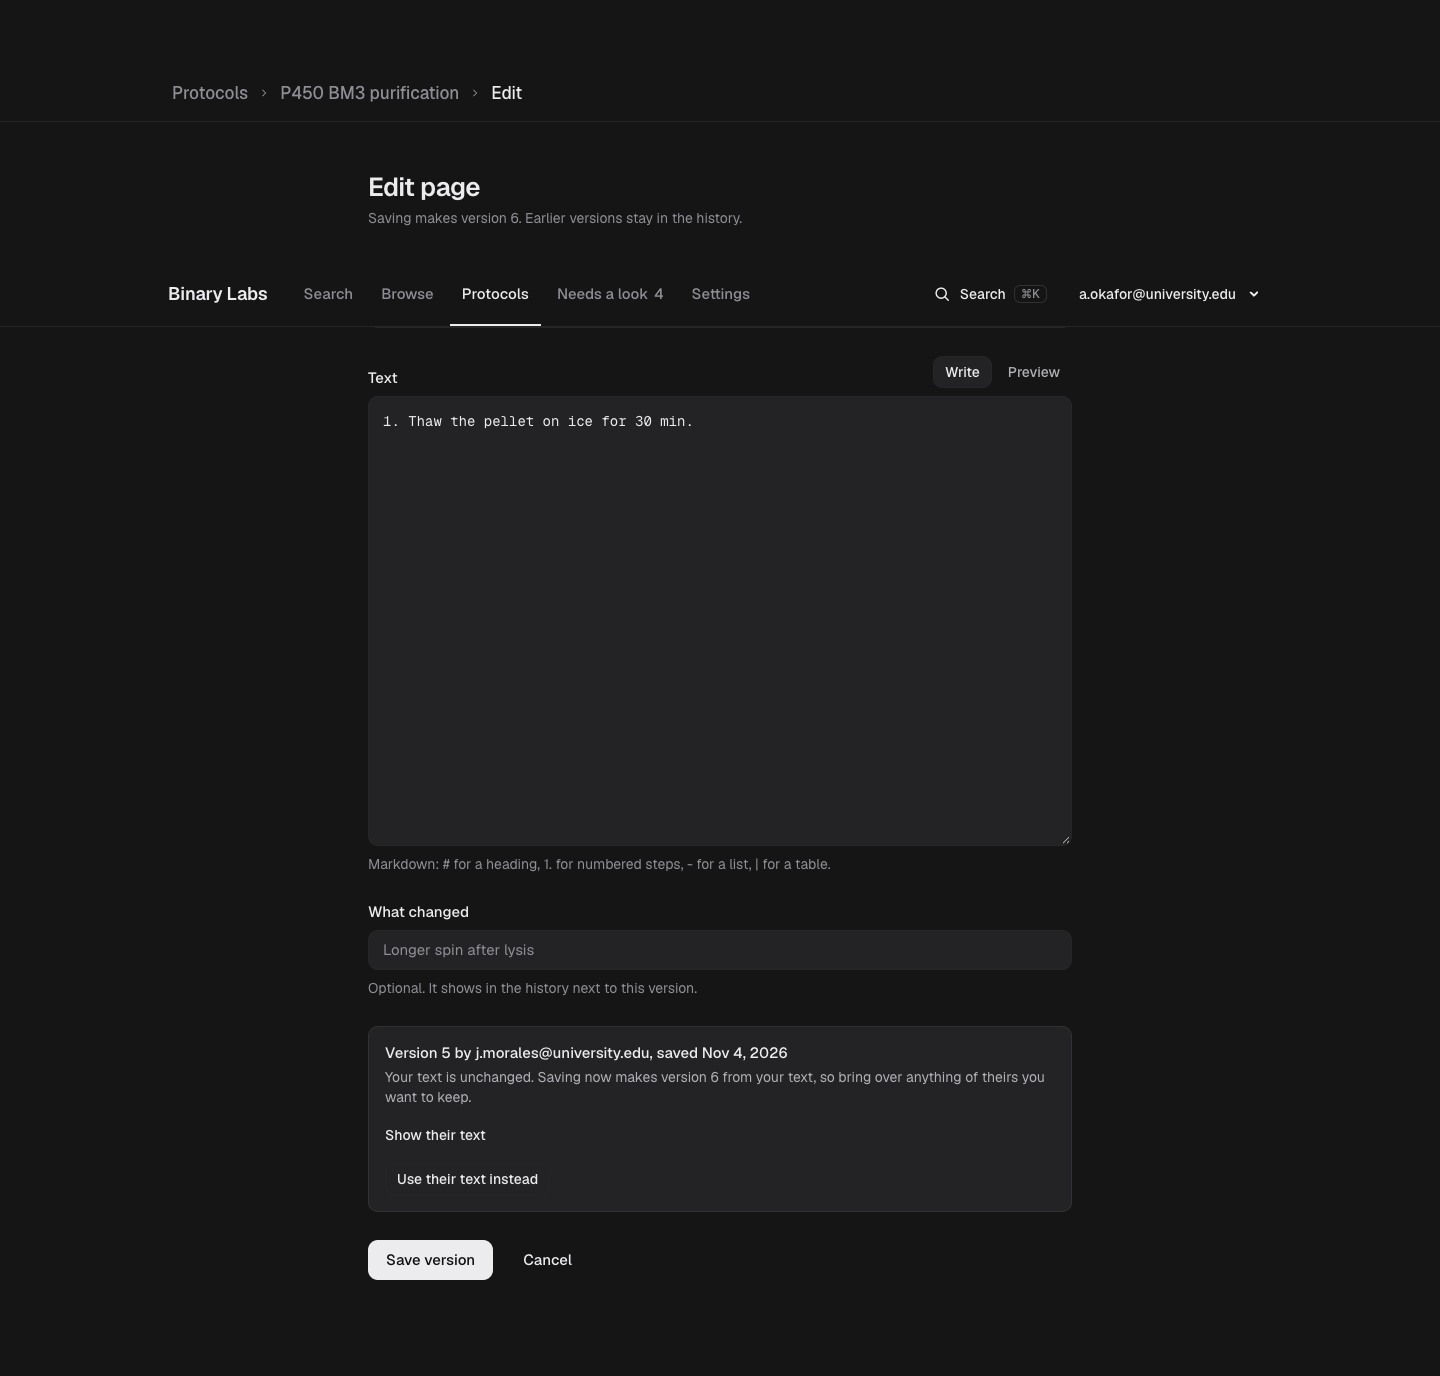 Protocols › P450 BM3 purification › Edit
Edit page
Saving makes version 6. Earlier versions stay in the history.
Binary Labs Search Browse Protocols Needs a look 4 Settings Search ⌘K a.okafor@university.edu
Text Write Preview
1. Thaw the pellet on ice for 30 min.
Markdown: # for a heading, 1. for numbered steps, - for a list, | for a table.
What changed
Longer spin after lysis
Optional. It shows in the history next to this version.
Version 5 by j.morales@university.edu, saved Nov 4, 2026
Your text is unchanged. Saving now makes version 6 from your text, so bring over anything of theirs you
want to keep.
Show their text
Use their text instead
Save version Cancel